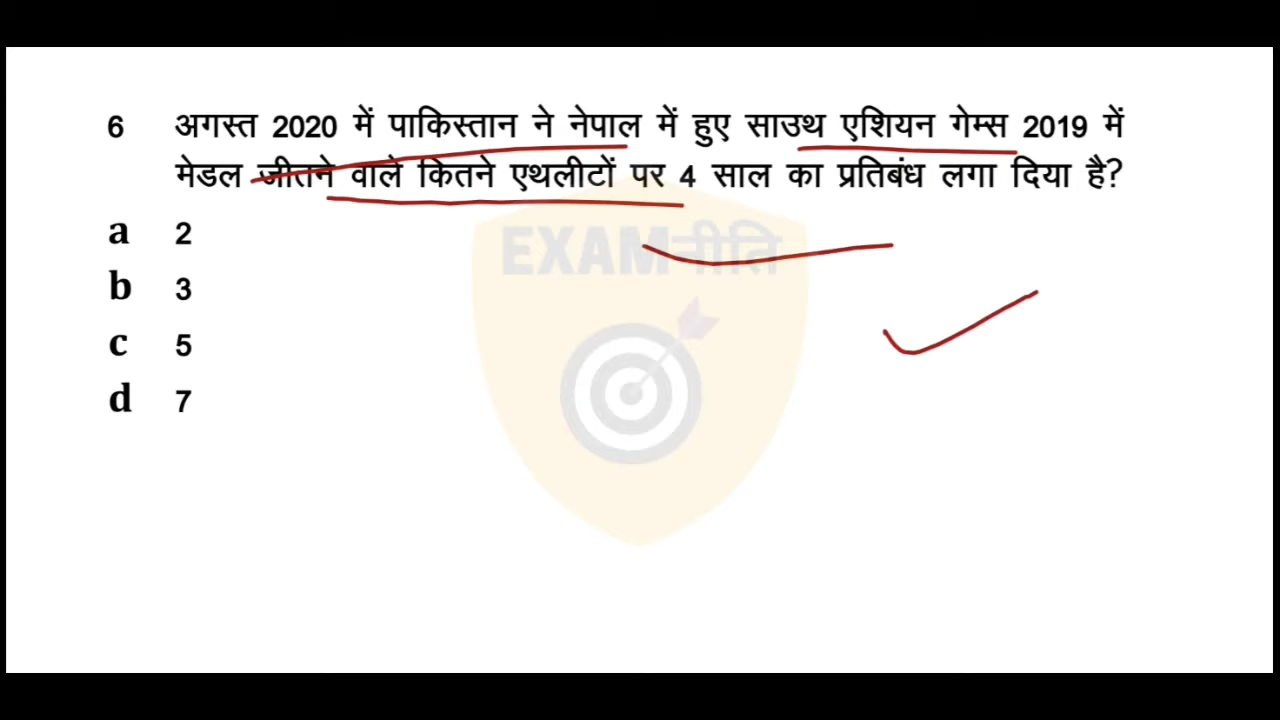 6 अगस्त 2020 में पाकिस्तान ने नेपाल में हुए साउथ एशियन गेम्स 2019 में
मेडल जीतने वाले कितने एथलीटों पर 4 साल का प्रतिबंध लगा दिया है?
EXAMनीति
a 2
b 3
c 5
d 7